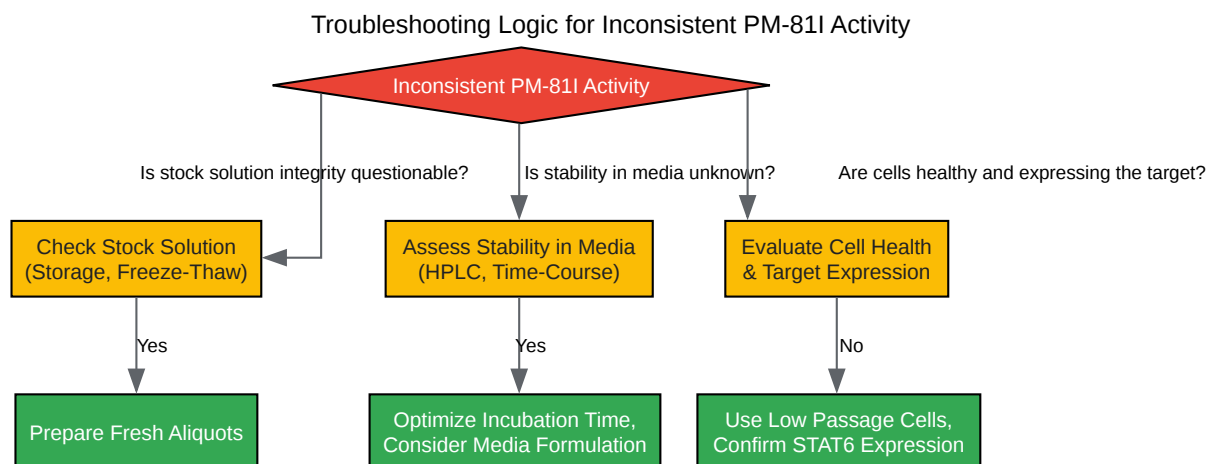 Troubleshooting Logic for Inconsistent PM-81I Activity
Inconsistent PM-81I Activity
Is stock solution integrity questionable?
Is stability in media unknown?
Are cells healthy and expressing the target?
Check Stock Solution
(Storage, Freeze-Thaw)
Assess Stability in Media
(HPLC, Time-Course)
Evaluate Cell Health
& Target Expression
Yes
Yes
No
Prepare Fresh Aliquots
Optimize Incubation Time,
Consider Media Formulation
Use Low Passage Cells,
Confirm STAT6 Expression